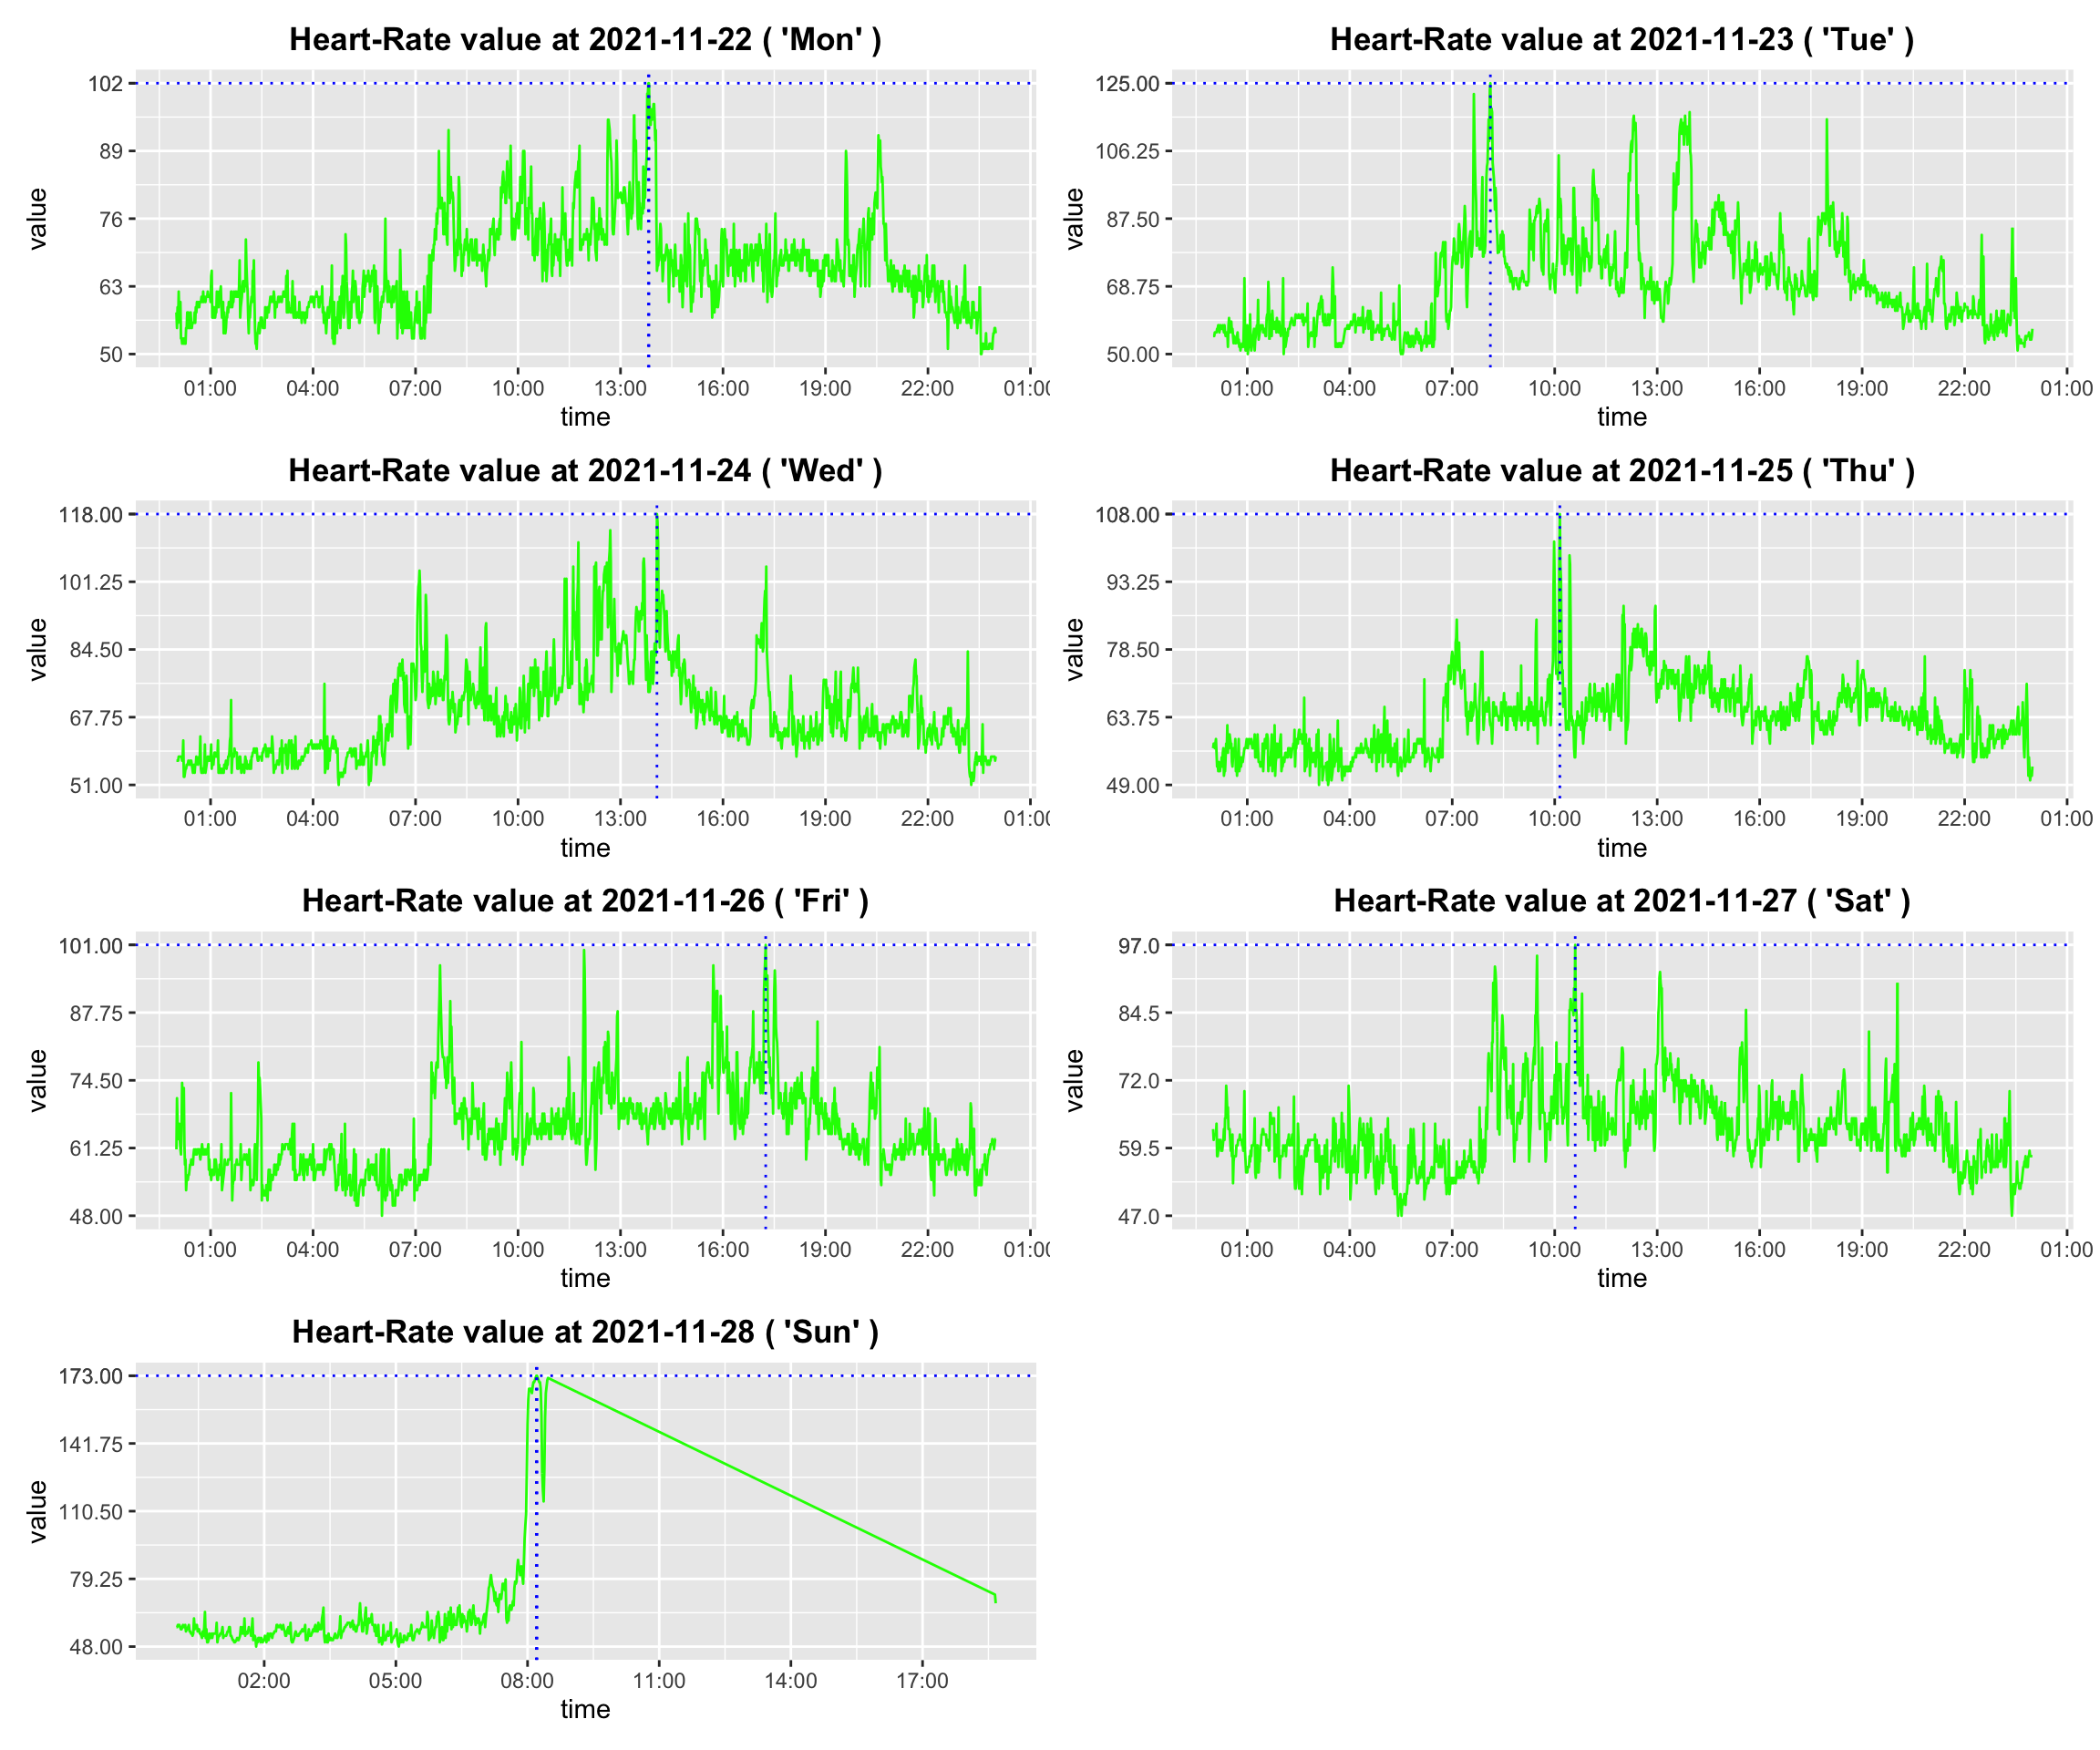 Heart-Rate value at 2021-11-22 ( 'Mon' )
102
89
76
63
50
value
01:00 04:00 07:00 10:00 13:00 16:00 19:00 22:00 01:00
time
Heart-Rate value at 2021-11-23 ( 'Tue' )
125.00
106.25
87.50
68.75
50.00
value
01:00 04:00 07:00 10:00 13:00 16:00 19:00 22:00 01:00
time
Heart-Rate value at 2021-11-24 ( 'Wed' )
118.00
101.25
84.50
67.75
51.00
value
01:00 04:00 07:00 10:00 13:00 16:00 19:00 22:00 01:00
time
Heart-Rate value at 2021-11-25 ( 'Thu' )
108.00
93.25
78.50
63.75
49.00
value
01:00 04:00 07:00 10:00 13:00 16:00 19:00 22:00 01:00
time
Heart-Rate value at 2021-11-26 ( 'Fri' )
101.00
87.75
74.50
61.25
48.00
value
01:00 04:00 07:00 10:00 13:00 16:00 19:00 22:00 01:00
time
Heart-Rate value at 2021-11-27 ( 'Sat' )
97.0
84.5
72.0
59.5
47.0
value
01:00 04:00 07:00 10:00 13:00 16:00 19:00 22:00 01:00
time
Heart-Rate value at 2021-11-28 ( 'Sun' )
173.00
141.75
110.50
79.25
48.00
value
02:00 05:00 08:00 11:00 14:00 17:00
time